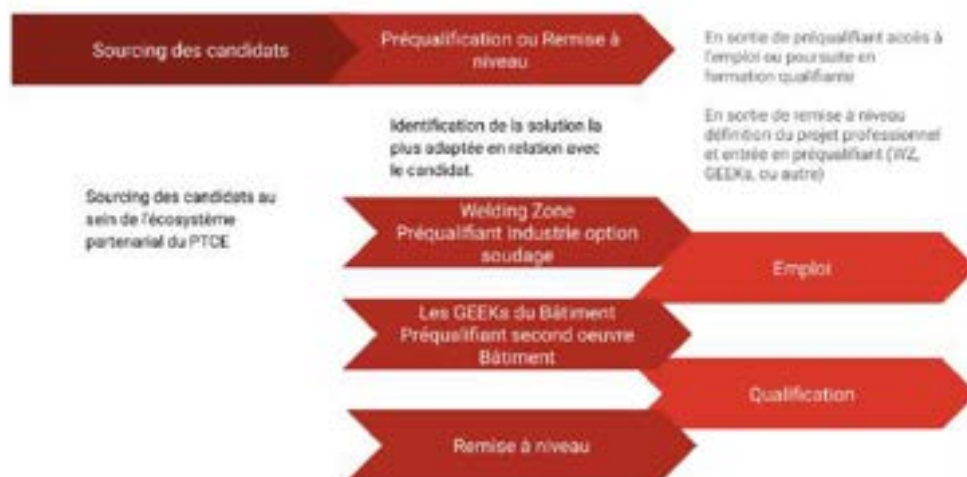 Sourcing des candidats
Préqualification ou Remise à
niveau
En sortie de préqualifiant accès à
l'emploi ou poursuite en
formation qualifiante
Identification de la solution la
plus adaptée en relation avec
le candidat.
En sortie de remise à niveau
définition du projet professionnel
et entrée en préqualifiant (WZ,
GEEKs, ou autre)
Sourcing des candidats au
sein de l'écosystème
partenarial du PTCE
Welding Zone
Préqualifiant Industrie option
soudage
Emploi
Les GEEKs du Bâtiment
Préqualifiant second oeuvre
Bâtiment
Qualification
Remise à niveau